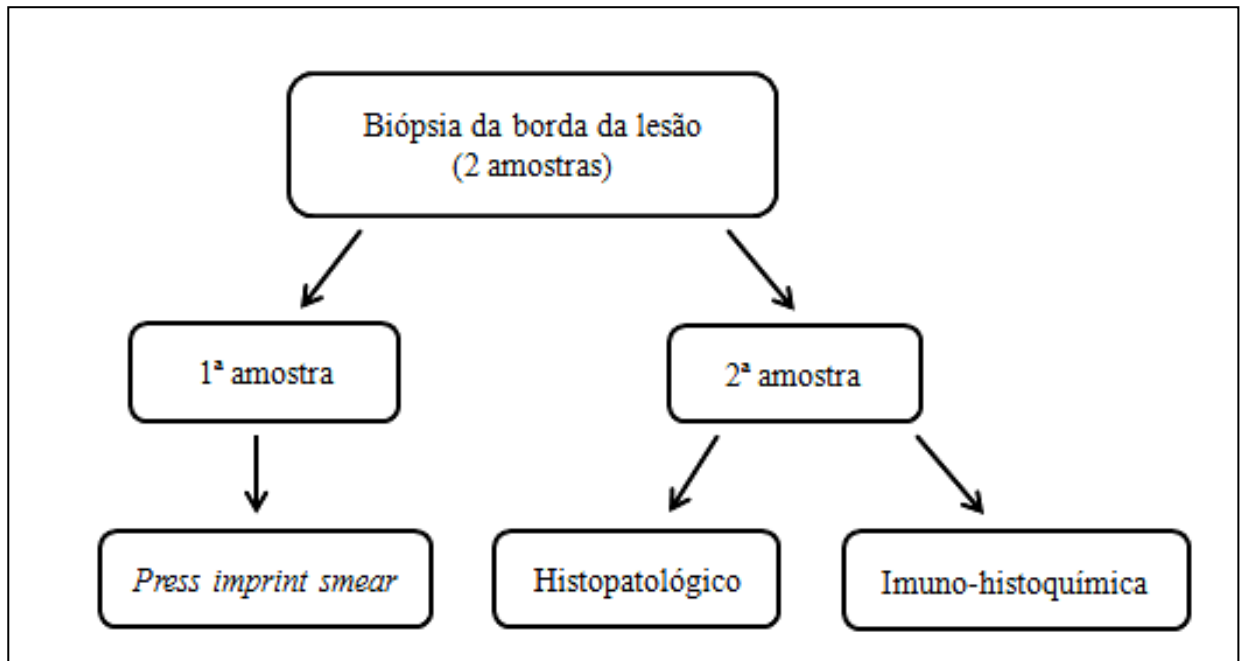 Biópsia da borda da lesão
(2 amostras)
1ª amostra
2ª amostra
Press imprint smear
Histopatológico
Imuno-histoquímica